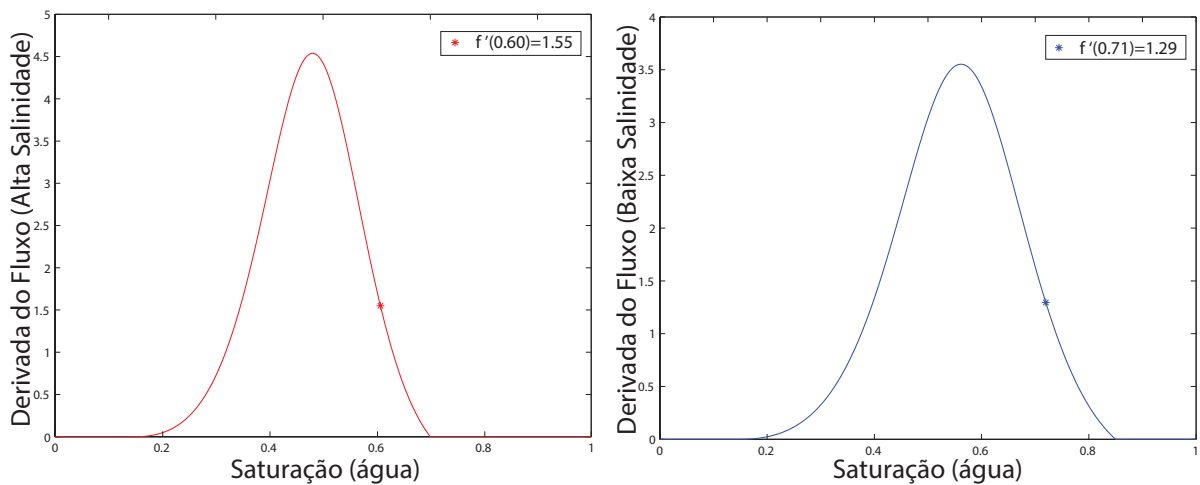 Derivada do Fluxo (Alta Salinidade)
5
4.5
4
3.5
3
2.5
2
1.5
1
0.5
0
* f '(0.60)=1.55
0 0.2 0.4 0.6 0.8 1
Saturação (água)
Derivada do Fluxo (Baixa Salinidade)
4
3.5
3
2.5
2
1.5
1
0.5
0
* f '(0.71)=1.29
0 0.2 0.4 0.6 0.8 1
Saturação (água)